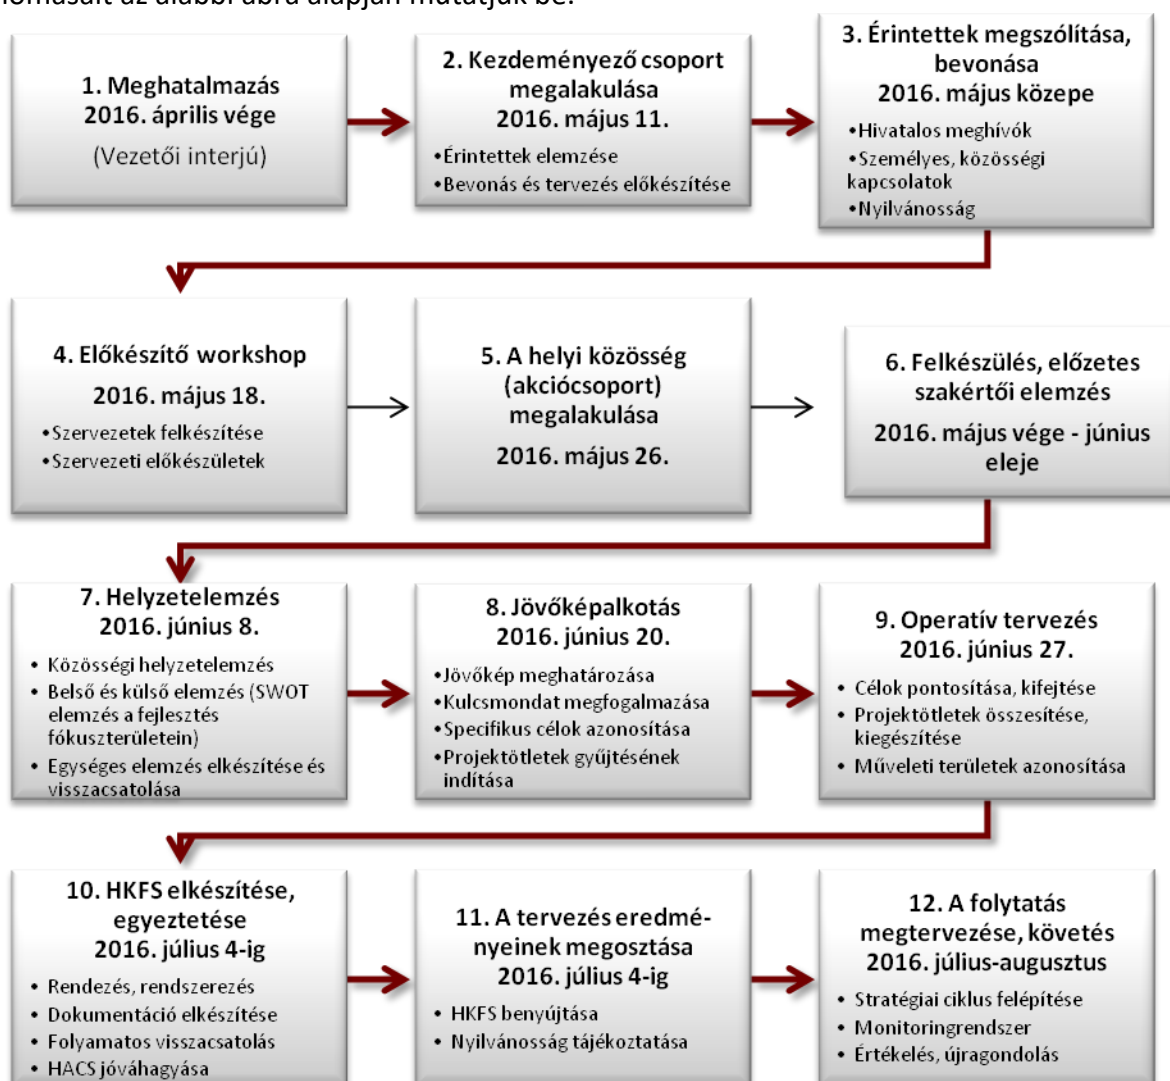 lomásait az alábbi ábra alapján mutatjuk be:
1. Meghatalmazás
2016. április vége
(Vezetői interjú)
2. Kezdeményező csoport
megalakulása
2016. május 11.
•Érintettek elemzése
•Bevonás és tervezés előkészítése
3. Érintettek megszólítása,
bevonása
2016. május közepe
•Hivatalos meghívók
•Személyes, közösségi
kapcsolatok
•Nyilvánosság
4. Előkészítő workshop
2016. május 18.
•Szervezetek felkészítése
•Szervezeti előkészületek
5. A helyi közösség
(akciócsoport)
megalakulása
2016. május 26.
6. Felkészülés, előzetes
szakértői elemzés
2016. május vége - június
eleje
7. Helyzetelemzés
2016. június 8.
• Közösségi helyzetelemzés
• Belső és külső elemzés (SWOT
elemzés a fejlesztés
fókuszterületein)
• Egységes elemzés elkészítése és
visszacsatolása
8. Jövőképalkotás
2016. június 20.
•Jövőkép meghatározása
•Kulcsmondat megfogalmazása
•Specifikus célok azonosítása
•Projektötletek gyűjtésének
indítása
9. Operatív tervezés
2016. június 27.
• Célok pontosítása, kifejtése
• Projektötletek összesítése,
kiegészítése
• Műveleti területek azonosítása
10. HKFS elkészítése,
egyeztetése
2016. július 4-ig
• Rendezés, rendszerezés
• Dokumentáció elkészítése
• Folyamatos visszacsatolás
• HACS jóváhagyása
11. A tervezés eredmé-
nyeinek megosztása
2016. július 4-ig
• HKFS benyújtása
• Nyilvánosság tájékoztatása
12. A folytatás
megtervezése, követés
2016. július-augusztus
• Stratégiai ciklus felépítése
• Monitoringrendszer
• Értékelés, újragondolás